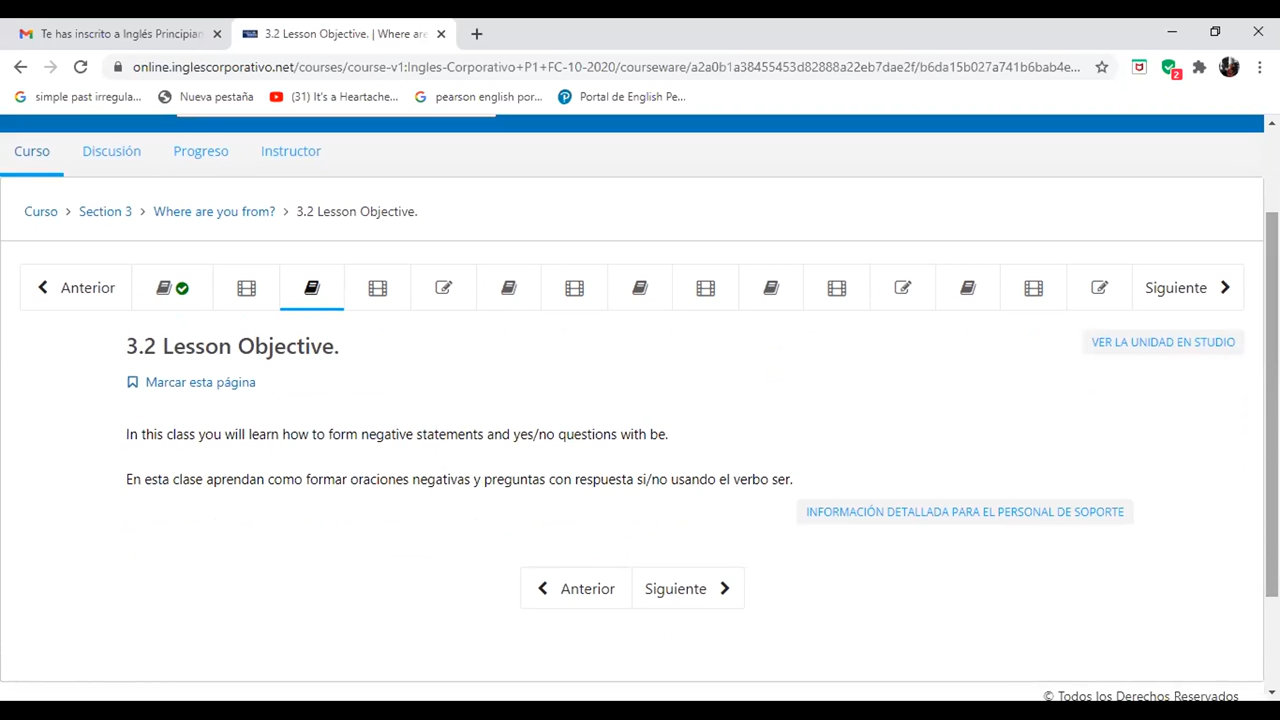 Te has inscrito a Inglés Principian
3.2 Lesson Objective. | Where are
online.inglescorporativo.net/courses/course-v1:Ingles-Corporativo+P1+FC-10-2020/courseware/a2a0b1a38455453d82888a22eb7dae2f/b6da15b027a741b6bab4e...
2
simple past irregula...
Nueva pestaña
(31) It's a Heartache...
pearson english por...
Portal de English Pe...
Curso
Discusión
Progreso
Instructor
Curso > Section 3 > Where are you from? > 3.2 Lesson Objective.
Anterior
Siguiente
3.2 Lesson Objective.
VER LA UNIDAD EN STUDIO
Marcar esta página
In this class you will learn how to form negative statements and yes/no questions with be.
En esta clase aprendan como formar oraciones negativas y preguntas con respuesta si/no usando el verbo ser.
INFORMACIÓN DETALLADA PARA EL PERSONAL DE SOPORTE
Anterior
Siguiente
© Todos los Derechos Reservados